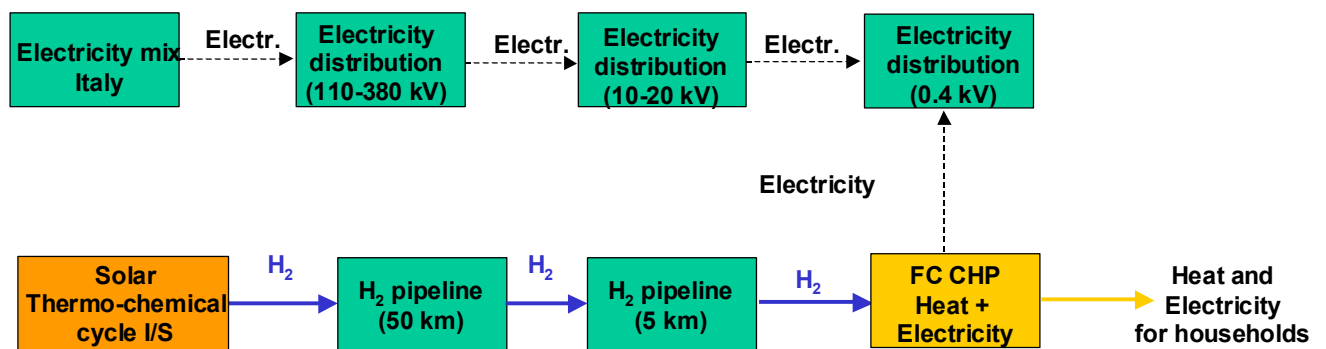 Electricity mix
Italy
Electr.
Electricity
distribution
(110-380 kV)
Electr.
Electricity
distribution
(10-20 kV)
Electr.
Electricity
distribution
(0.4 kV)
Electricity
Solar
Thermo-chemical
cycle I/S
H₂
H₂ pipeline
(50 km)
H₂
H₂ pipeline
(5 km)
H₂
FC CHP
Heat +
Electricity
Heat and
Electricity
for households